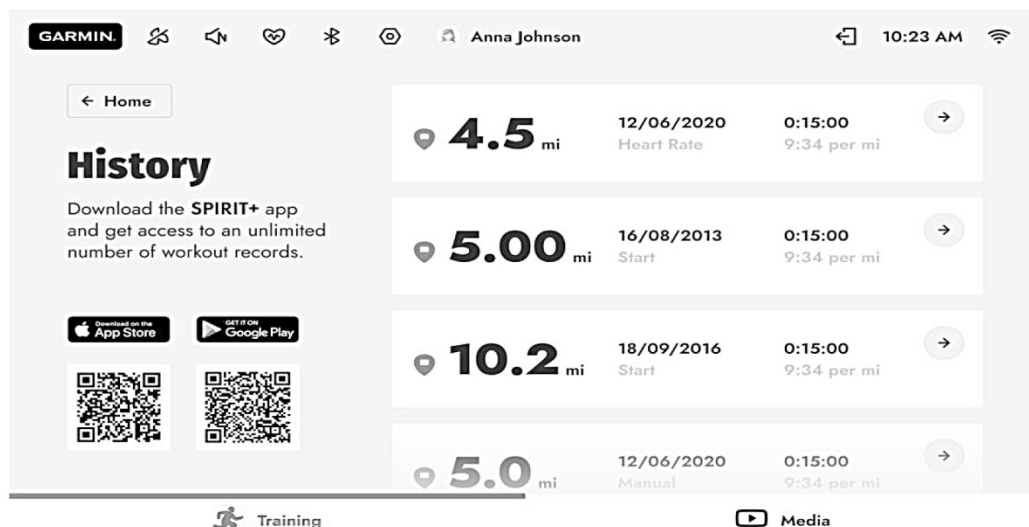 GARMIN.
Anna Johnson
10:23 AM
← Home
History
Download the SPIRIT+ app
and get access to an unlimited
number of workout records.
Download on the
App Store
GET IT ON
Google Play
4.5 mi
12/06/2020
Heart Rate
0:15:00
9:34 per mi
5.00 mi
16/08/2013
Start
0:15:00
9:34 per mi
10.2 mi
18/09/2016
Start
0:15:00
9:34 per mi
5.0 mi
12/06/2020
Manual
0:15:00
9:34 per mi
Training
Media